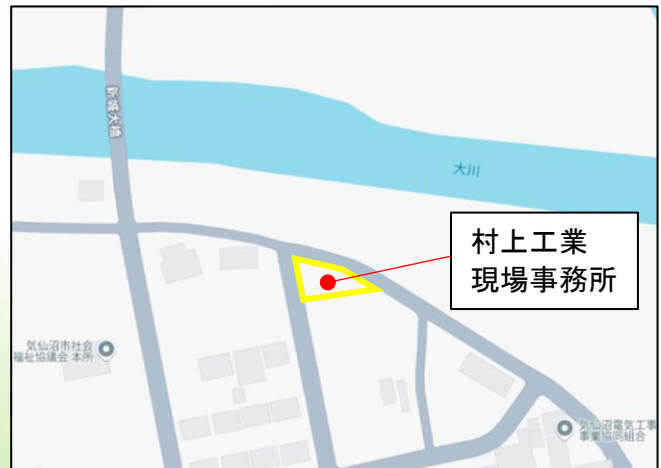 新城大橋
大川
村上工業
現場事務所
気仙沼市社会
福祉協議会 本所
気仙沼電気工事
事業協同組合